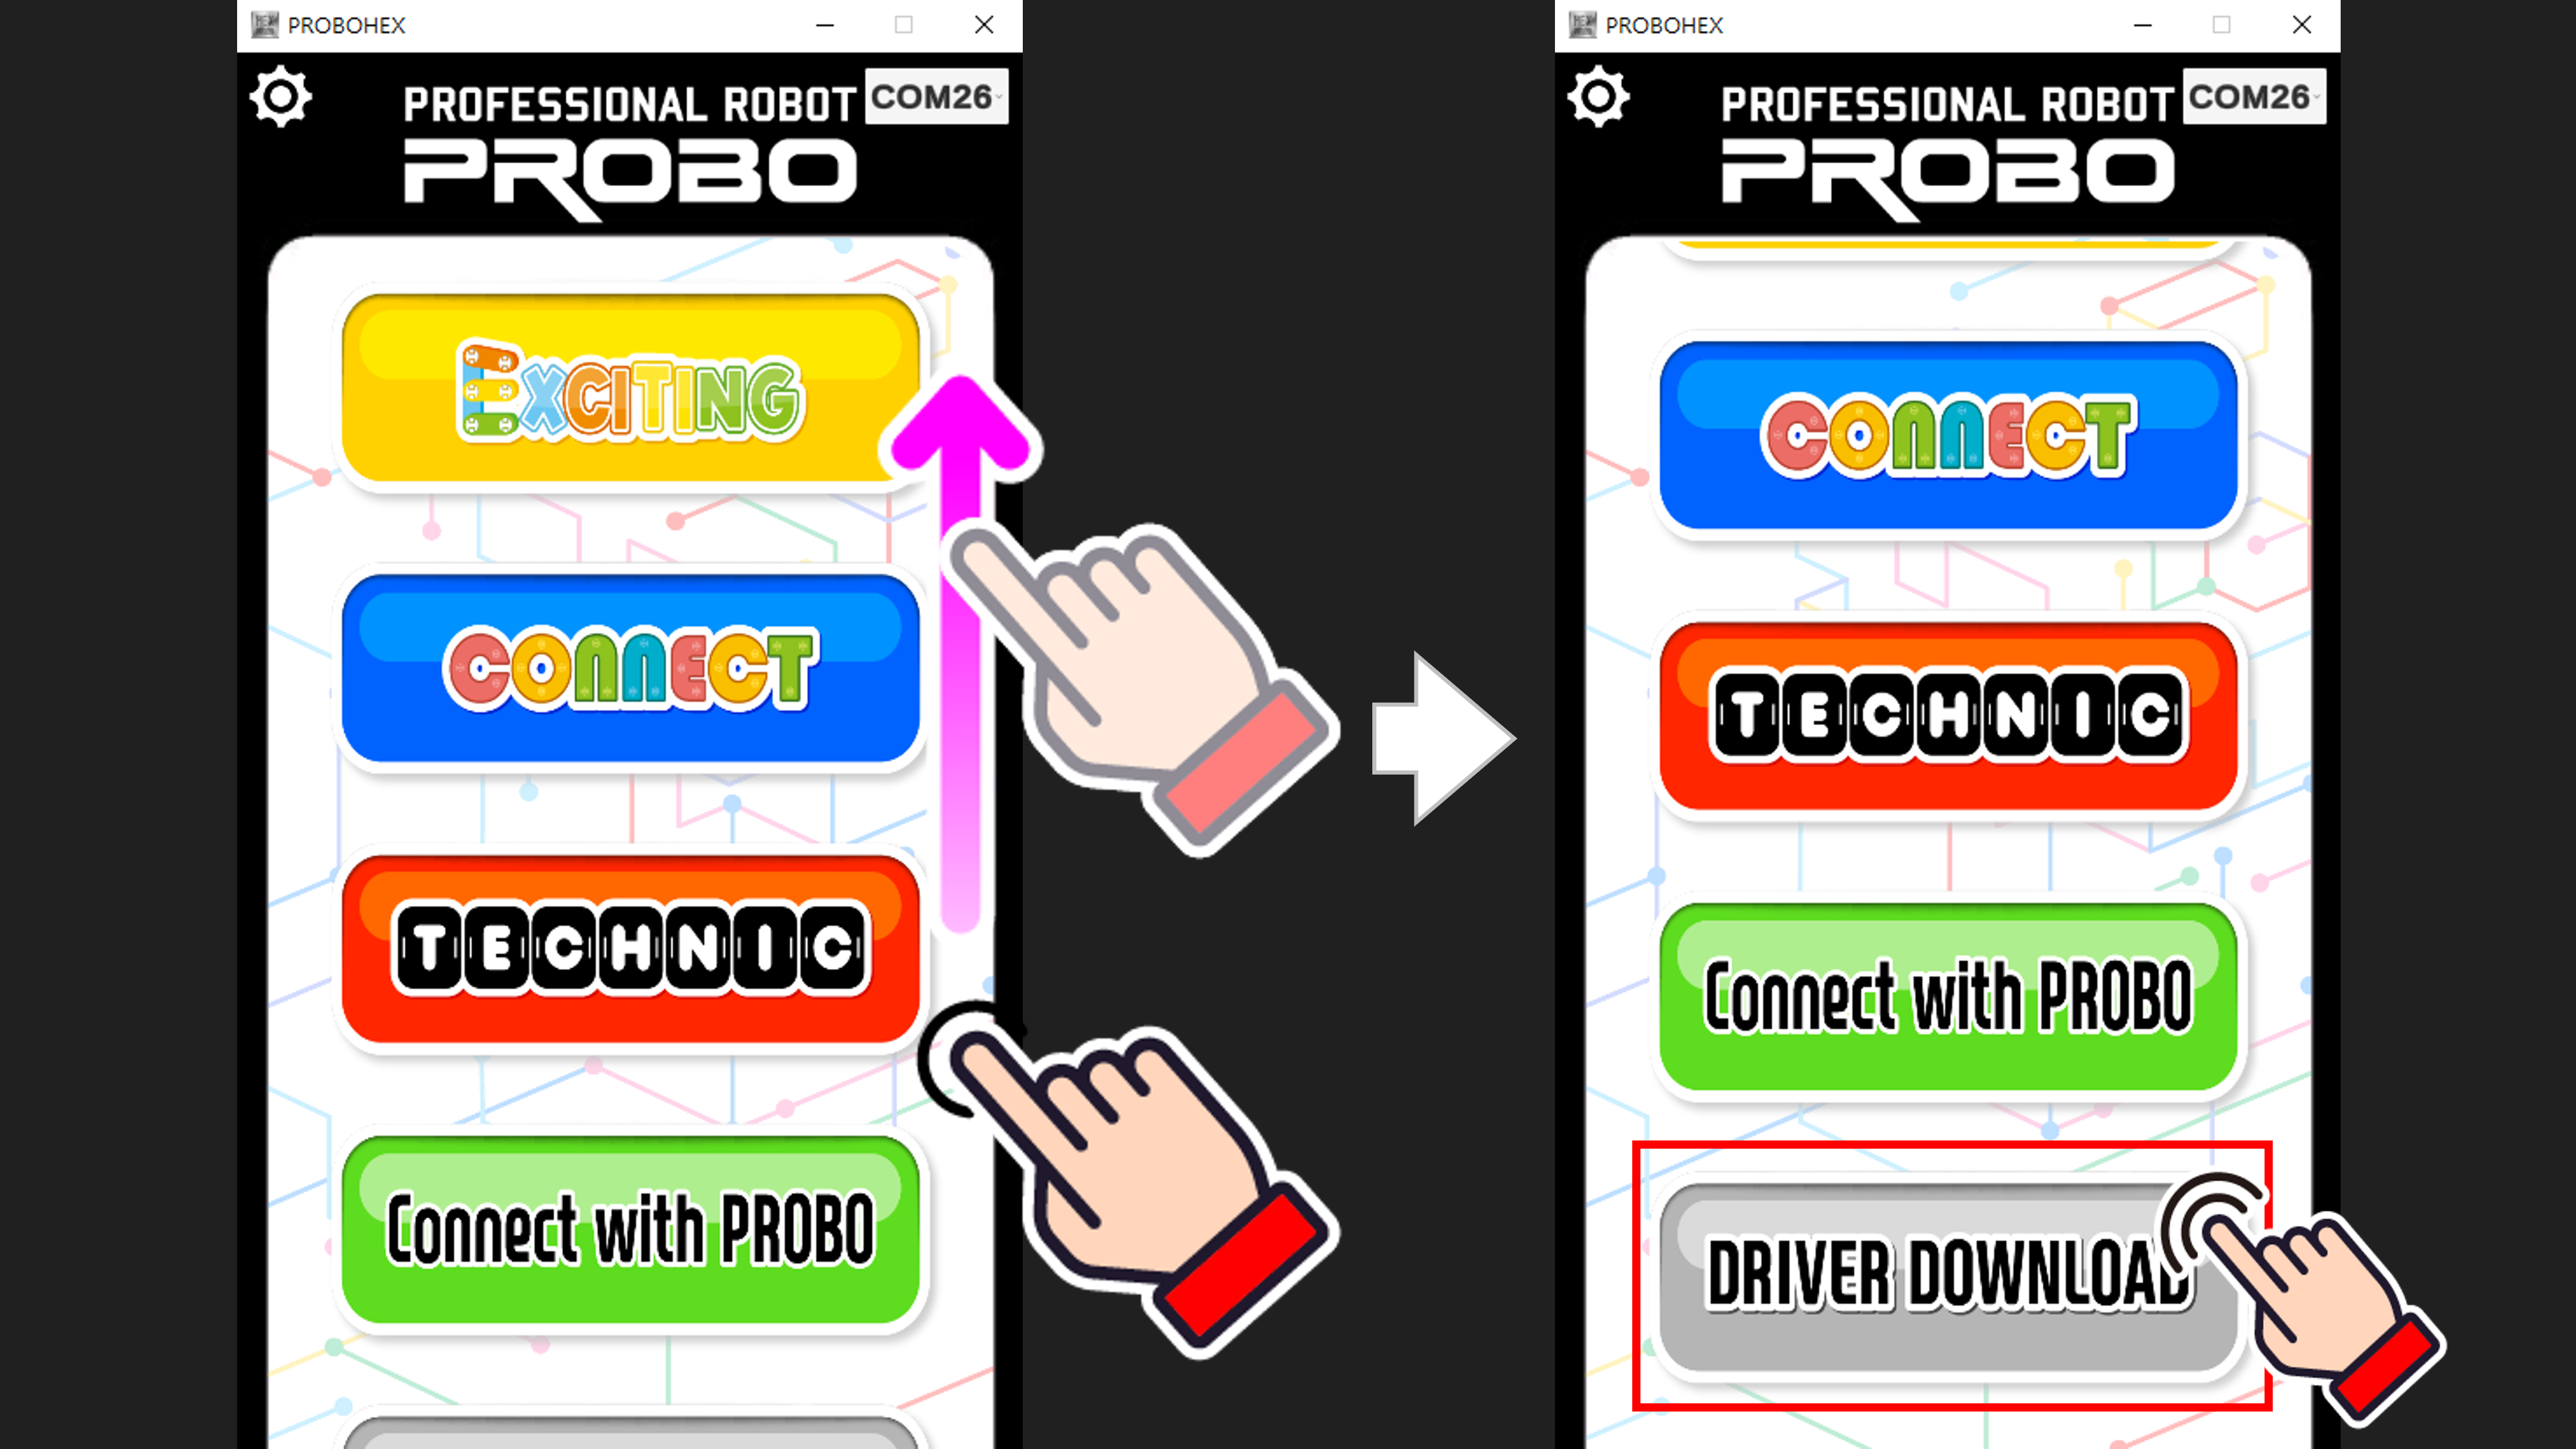 PROBOHEX
PROFESSIONAL ROBOT
COM26
PROBO
EXCITING
CONNECT
TECHNIC
Connect with PROBO
PROBOHEX
PROFESSIONAL ROBOT
COM26
PROBO
CONNECT
TECHNIC
Connect with PROBO
DRIVER DOWNLOAD